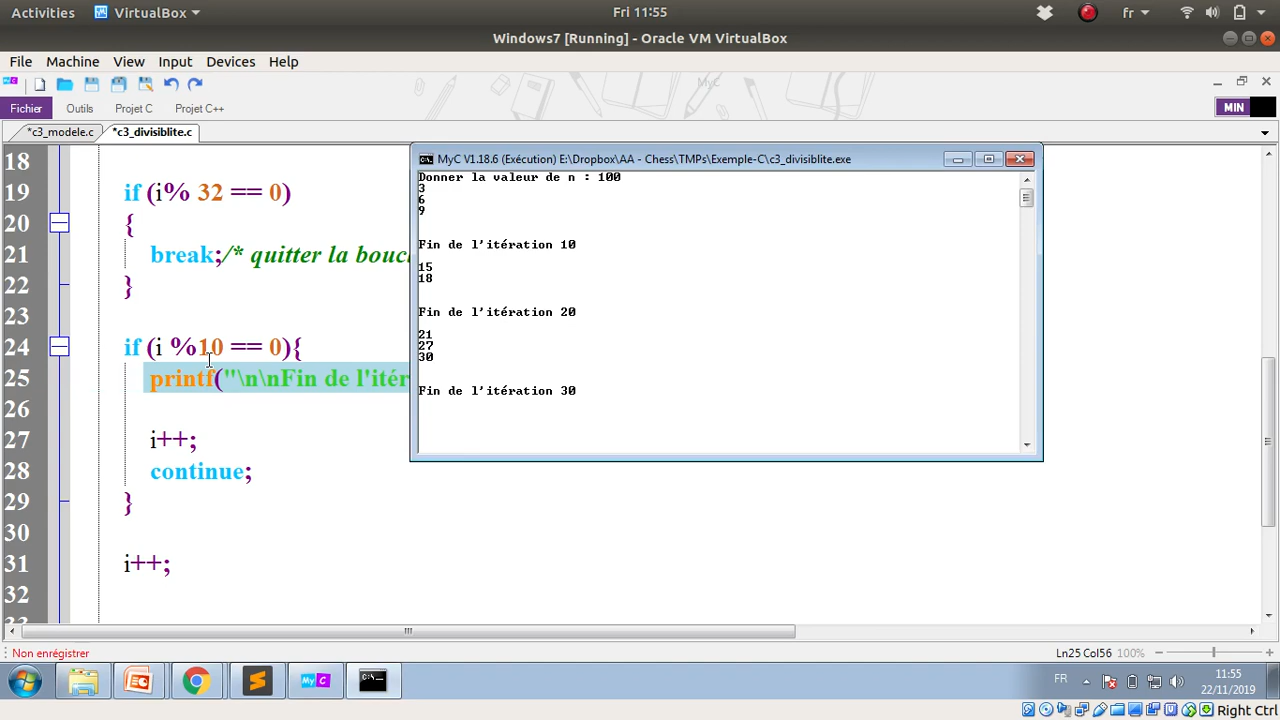 Activities VirtualBox Fri 11:55 fr
Windows7 [Running] - Oracle VM VirtualBox
File Machine View Input Devices Help
MyC
Fichier Outils Projet C Projet C++ MIN
*c3_modele.c *c3_divisiblite.c
18
19 if (i% 32 == 0)
20 {
21 break;/* quitter la boucl
22 }
23
24 if (i %10 == 0){
25 printf("\n\nFin de l'itér
26
27 i++;
28 continue;
29 }
30
31 i++;
32
MyC V1.18.6 (Exécution) E:\Dropbox\AA - Chess\TMPs\Exemple-C\c3_divisiblite.exe
Donner la valeur de n : 100
3
6
9
Fin de l'itération 10
15
18
Fin de l'itération 20
21
27
30
Fin de l'itération 30
Non enregistrer Ln25 Col56 100%
MyC C:\. FR 11:55
22/11/2019
Right Ctrl